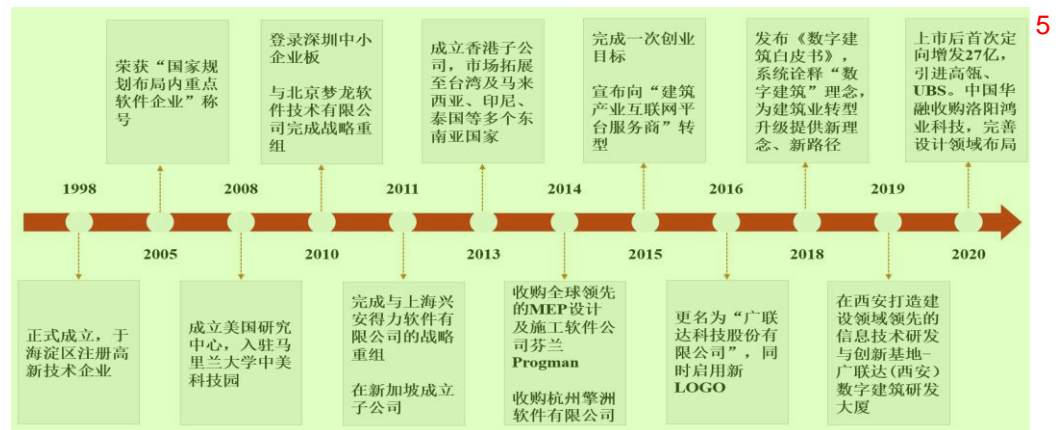 5
荣获“国家规
划布局内重点
软件企业”称
号
登录深圳中小
企业板
与北京梦龙软
件技术有限公
司完成战略重
组
成立香港子公
司，市场拓展
至台湾及马来
西亚、印尼、
泰国等多个东
南亚国家
完成一次创业
目标
宣布向“建筑
产业互联网平
台服务商”转
型
发布《数字建
筑白皮书》，
系统诠释“数
字建筑”理念，
为建筑业转型
升级提供新理
念、新路径
上市后首次定
向增发27亿，
引进高瓴、
UBS。中国华
融收购洛阳鸿
业科技，完善
设计领域布局
1998
2008
2011
2014
2016
2019
2005
2010
2013
2015
2018
2020
正式成立，于
海淀区注册高
新技术企业
成立美国研究
中心，入驻马
里兰大学中美
科技园
完成与上海兴
安得力软件有
限公司的战略
重组
在新加坡成立
子公司
收购全球领先
的MEP设计
及施工软件公
司芬兰
Progman
收购杭州擎洲
软件有限公司
更名为“广联
达科技股份有
限公司”，同
时启用新
LOGO
在西安打造建
设领域领先的
信息技术研发
与创新基地-
广联达(西安)
数字建筑研发
大厦